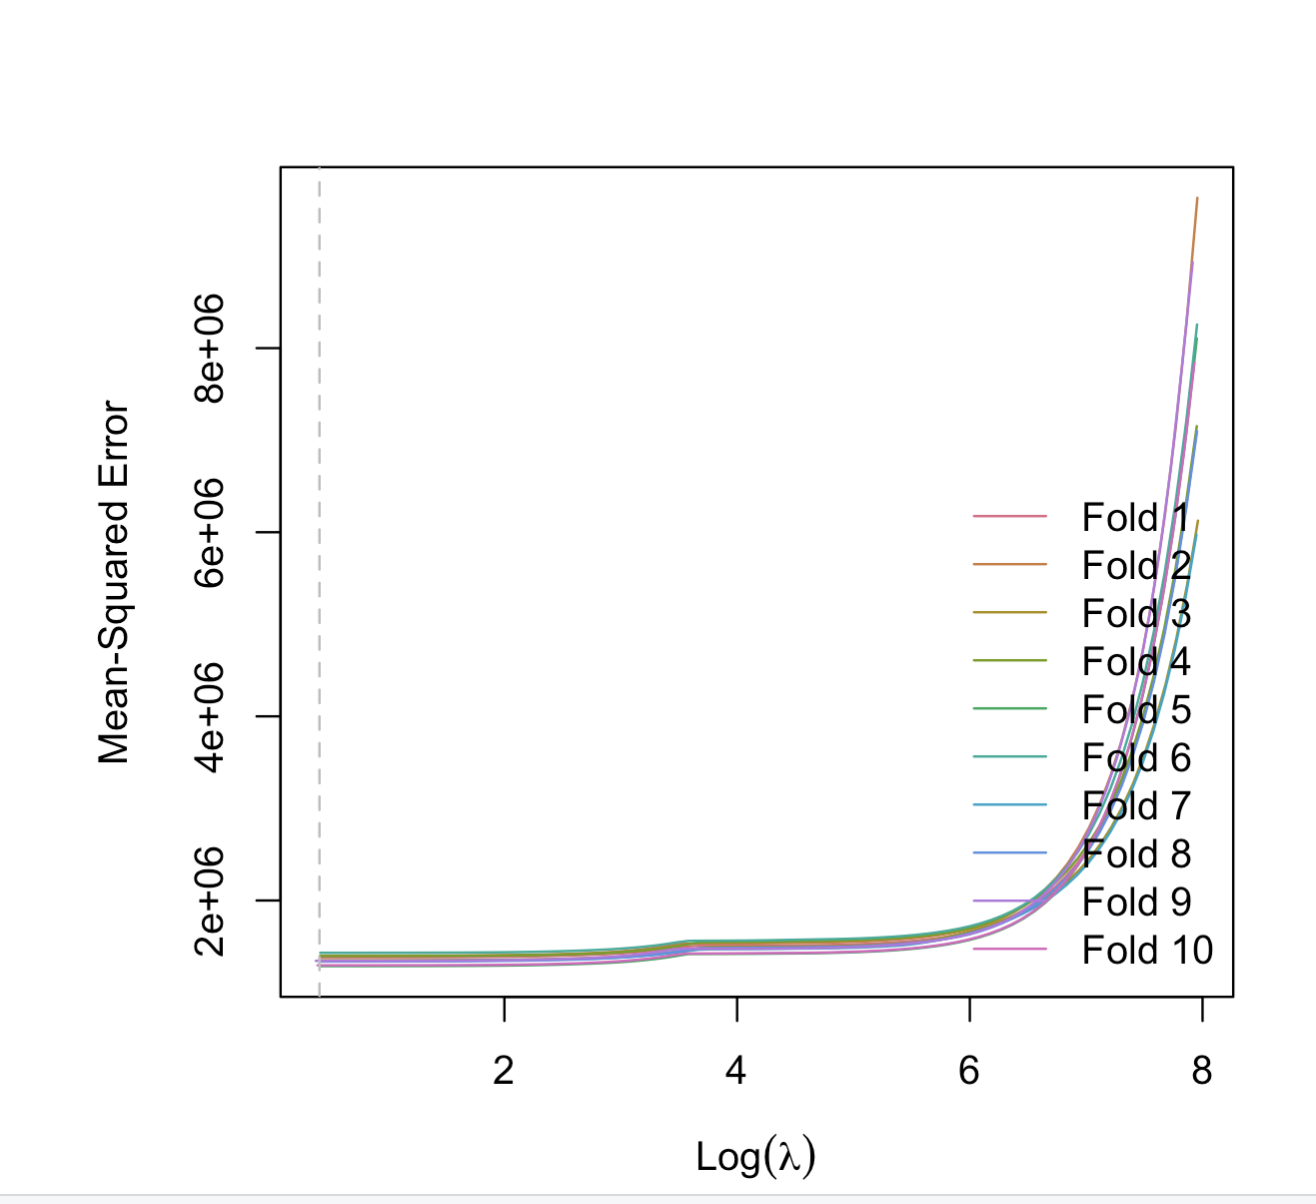 Mean-Squared Error
8e+06
6e+06
4e+06
2e+06
Fold 1
Fold 2
Fold 3
Fold 4
Fold 5
Fold 6
Fold 7
Fold 8
Fold 9
Fold 10
2 4 6 8
Log(λ)